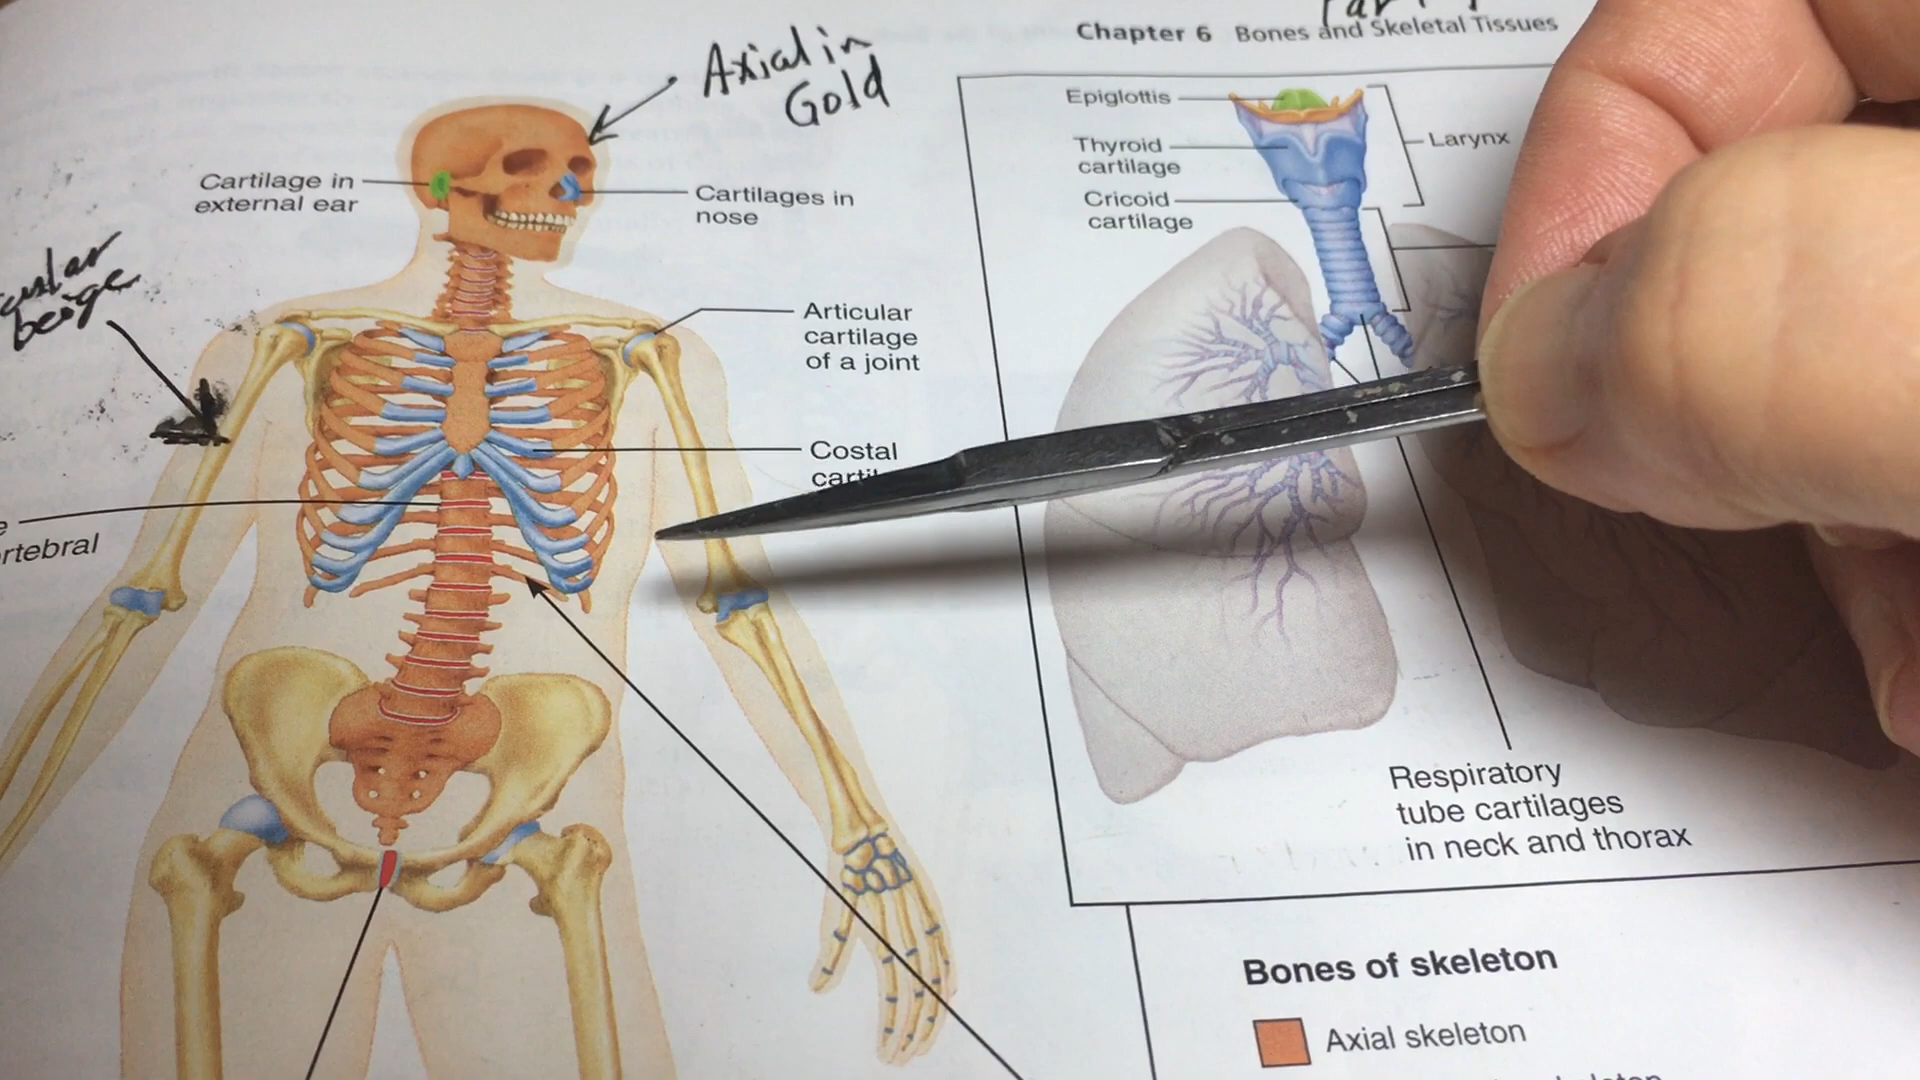 Chapter 6 Bones and Skeletal Tissues
Axial in
Gold
Cartilage in
external ear
Cartilages in
nose
beige
Articular
cartilage
of a joint
Costal
Epiglottis
Thyroid
cartilage
Cricoid
cartilage
Larynx
Respiratory
tube cartilages
in neck and thorax
Bones of skeleton
Axial skeleton